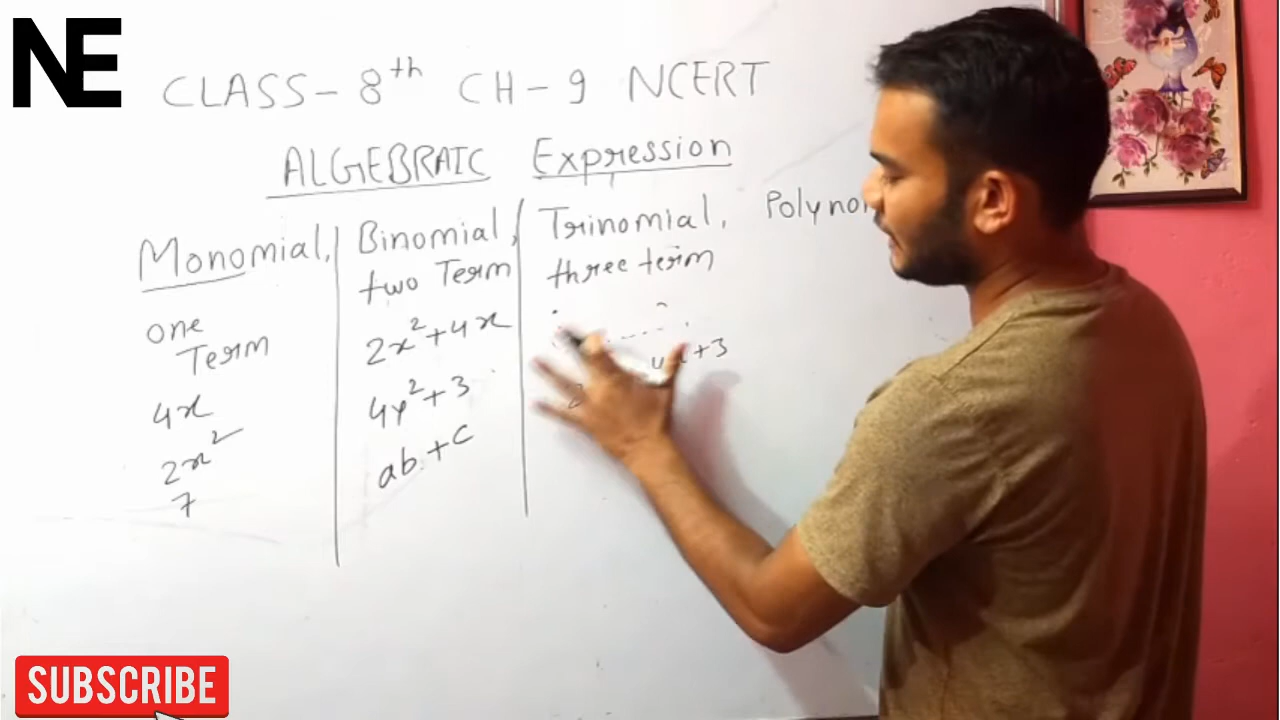 NE
CLASS - 8th CH - 9 NCERT
ALGEBRAIC Expression
Monomial,
one
Term
4x
2x²
7
Binomial,
two Term
2x² + 4x
4y² + 3
ab + c
Trinomial,
three term
+3
SUBSCRIBE